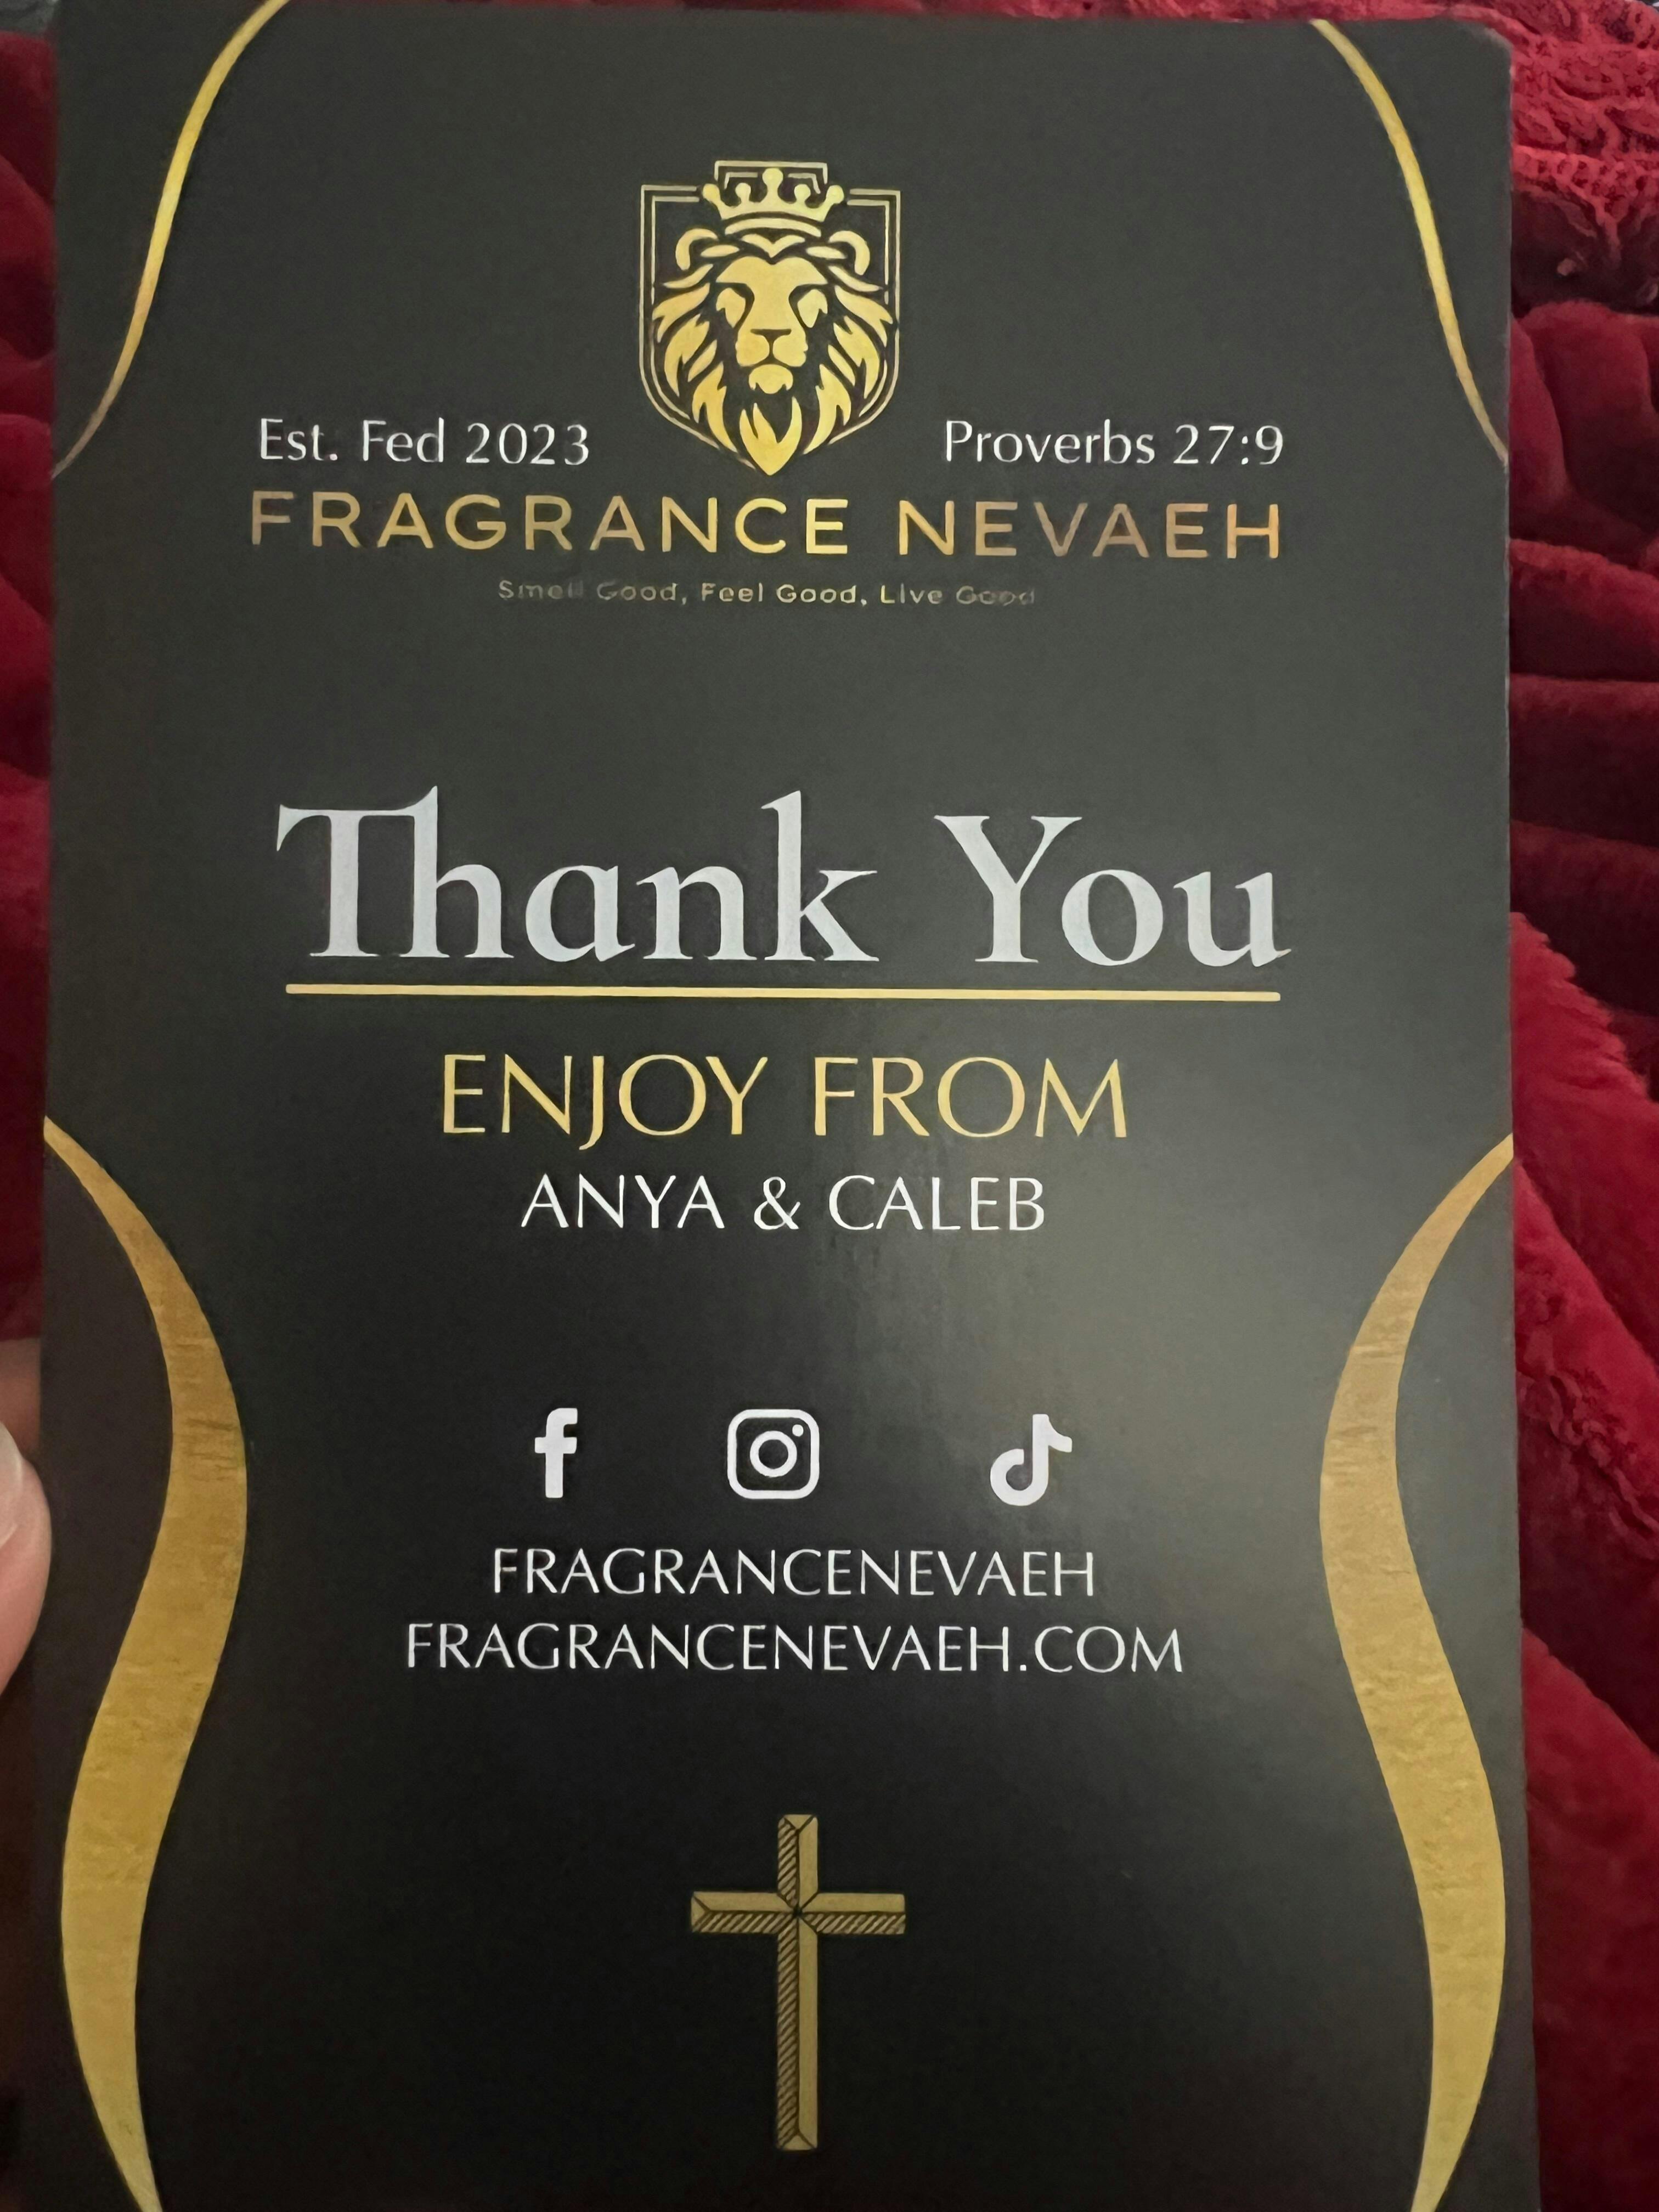 Est. Fed 2023 Proverbs 27:9
FRAGRANCE NEVAEH
Smell Good, Feel Good, Live Good
Thank You
ENJOY FROM
ANYA & CALEB
FRAGRANCENEVAEH
FRAGRANCENEVAEH.COM